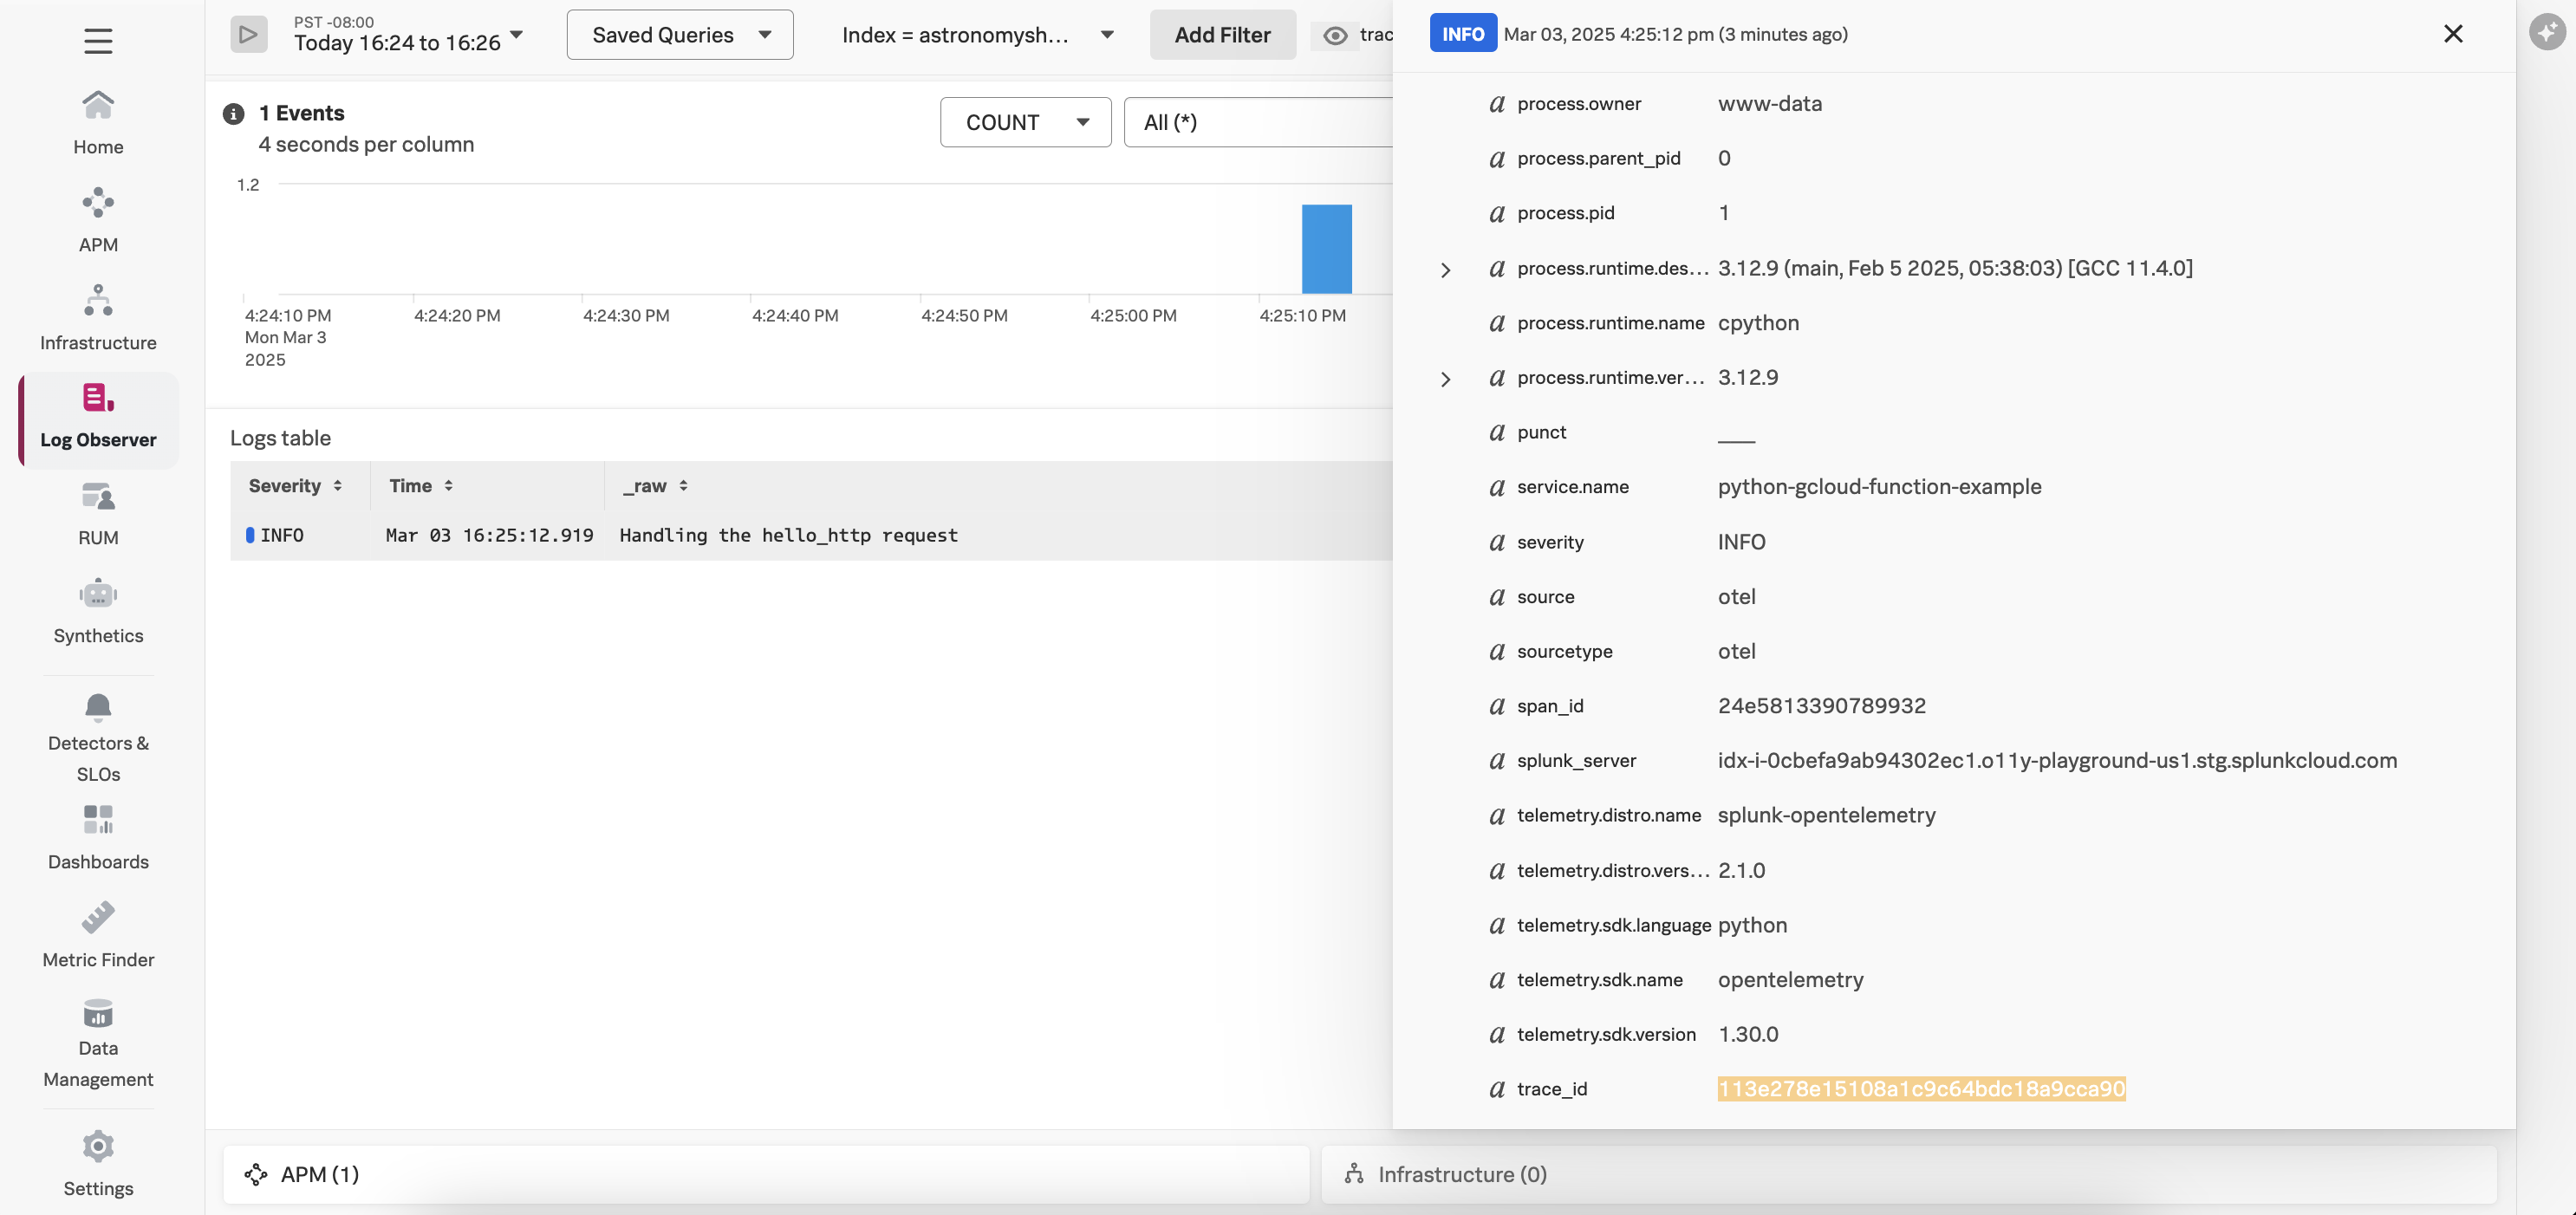 Home
APM
Infrastructure
Log Observer
RUM
Synthetics
Detectors &
SLOs
Dashboards
Metric Finder
Data
Management
Settings
PST -08:00
Today 16:24 to 16:26
Saved Queries
Index = astronomysh...
Add Filter
trac
1 Events
4 seconds per column
COUNT
All (*)
1.2
4:24:10 PM
Mon Mar 3
2025
4:24:20 PM
4:24:30 PM
4:24:40 PM
4:24:50 PM
4:25:00 PM
4:25:10 PM
Logs table
Severity Time _raw
INFO Mar 03 16:25:12.919 Handling the hello_http request
APM (1)
Infrastructure (0)
INFO Mar 03, 2025 4:25:12 pm (3 minutes ago)
a process.owner www-data
a process.parent_pid 0
a process.pid 1
a process.runtime.des... 3.12.9 (main, Feb 5 2025, 05:38:03) [GCC 11.4.0]
a process.runtime.name cpython
a process.runtime.ver... 3.12.9
a punct ___
a service.name python-gcloud-function-example
a severity INFO
a source otel
a sourcetype otel
a span_id 24e5813390789932
a splunk_server idx-i-0cbefa9ab94302ec1.o11y-playground-us1.stg.splunkcloud.com
a telemetry.distro.name splunk-opentelemetry
a telemetry.distro.vers... 2.1.0
a telemetry.sdk.language python
a telemetry.sdk.name opentelemetry
a telemetry.sdk.version 1.30.0
a trace_id 113e278e15108a1c9c64bdc18a9cca90